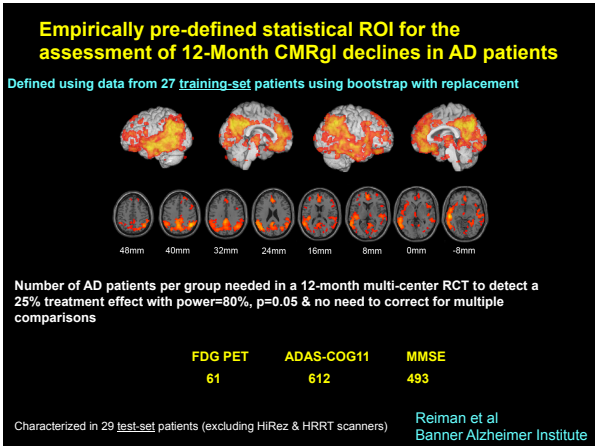 Empirically pre-defined statistical ROI for the
assessment of 12-Month CMRgl declines in AD patients
Defined using data from 27 training-set patients using bootstrap with replacement
48mm 40mm 32mm 24mm 16mm 8mm 0mm -8mm
Number of AD patients per group needed in a 12-month multi-center RCT to detect a
25% treatment effect with power=80%, p=0.05 & no need to correct for multiple
comparisons
FDG PET ADAS-COG11 MMSE
61 612 493
Characterized in 29 test-set patients (excluding HiRez & HRRT scanners)
Reiman et al
Banner Alzheimer Institute